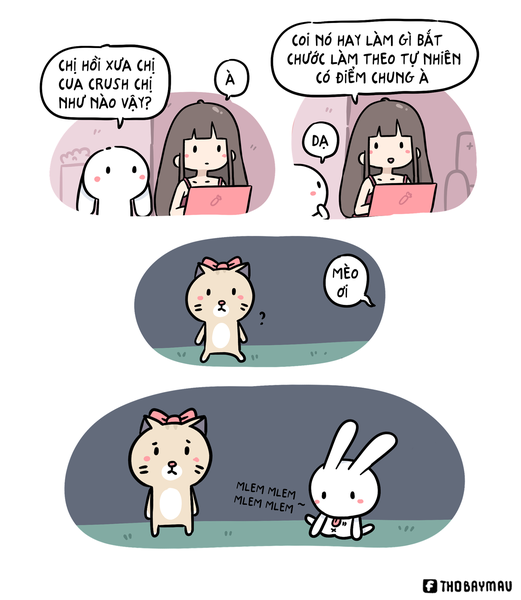 CHỊ HỒI XƯA CHỊ
CUA CRUSH CHỊ
NHƯ NÀO VẬY?
À
COI NÓ HAY LÀM GÌ BẮT
CHƯỚC LÀM THEO TỰ NHIÊN
CÓ ĐIỂM CHUNG À
DẠ
MÈO
ƠI
?
MLEM MLEM
MLEM MLEM ~
THOBAYMAU